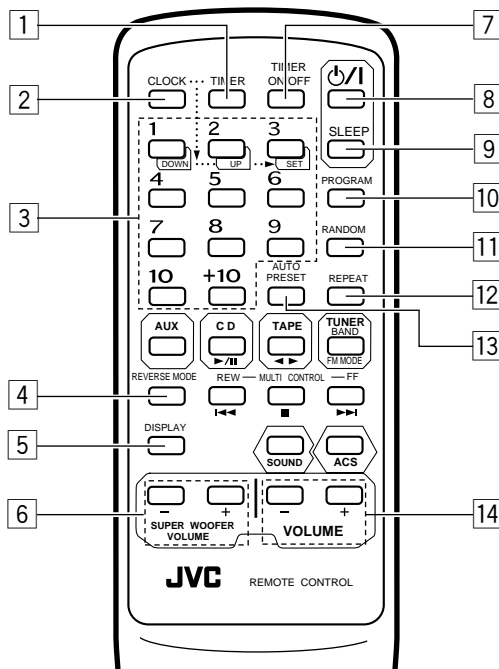 1
7
TIMER
CLOCK TIMER ON/OFF
⏻/I
2
8
1 2 3
SLEEP
9
DOWN UP SET
4 5 6
PROGRAM
10
3
7 8 9
RANDOM
11
10 +10
AUTO
PRESET
REPEAT
12
13
AUX
CD
TAPE
TUNER
BAND
►/II
◄ ►
FM MODE
REVERSE MODE
REW — MULTI CONTROL — FF
4
I◄◄ ■ ►►I
DISPLAY
5
SOUND
ACS
6
14
– + – +
SUPER WOOFER
VOLUME
VOLUME
JVC REMOTE CONTROL